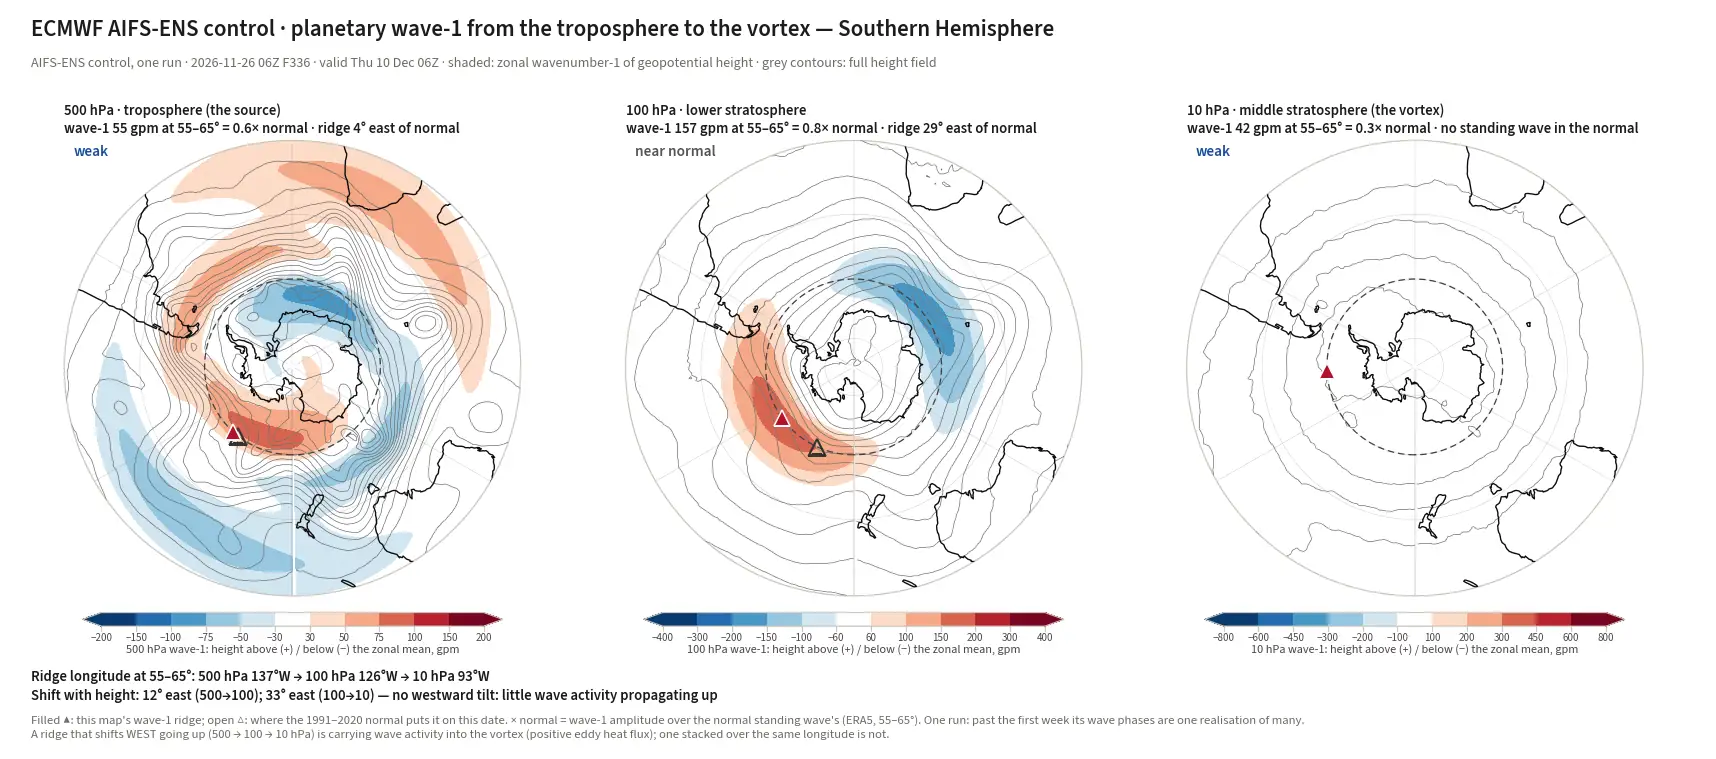 ECMWF AIFS-ENS control · planetary wave-1 from the troposphere to the vortex — Southern Hemisphere
AIFS-ENS control, one run · 2026-11-26 06Z F336 · valid Thu 10 Dec 06Z · shaded: zonal wavenumber-1 of geopotential height · grey contours: full height field
500 hPa · troposphere (the source)
wave-1 55 gpm at 55–65° = 0.6× normal · ridge 4° east of normal
weak
100 hPa · lower stratosphere
wave-1 157 gpm at 55–65° = 0.8× normal · ridge 29° east of normal
near normal
10 hPa · middle stratosphere (the vortex)
wave-1 42 gpm at 55–65° = 0.3× normal · no standing wave in the normal
weak
−200 −150 −100 −75 −50 −30 30 50 75 100 150 200
500 hPa wave-1: height above (+) / below (−) the zonal mean, gpm
−400 −300 −200 −150 −100 −60 60 100 150 200 300 400
100 hPa wave-1: height above (+) / below (−) the zonal mean, gpm
−800 −600 −450 −300 −200 −100 100 200 300 450 600 800
10 hPa wave-1: height above (+) / below (−) the zonal mean, gpm
Ridge longitude at 55–65°: 500 hPa 137°W → 100 hPa 126°W → 10 hPa 93°W
Shift with height: 12° east (500→100); 33° east (100→10) — no westward tilt: little wave activity propagating up
Filled ▲: this map's wave-1 ridge; open △: where the 1991–2020 normal puts it on this date. × normal = wave-1 amplitude over the normal standing wave's (ERA5, 55–65°). One run: past the first week its wave phases are one realisation of many.
A ridge that shifts WEST going up (500 → 100 → 10 hPa) is carrying wave activity into the vortex (positive eddy heat flux); one stacked over the same longitude is not.